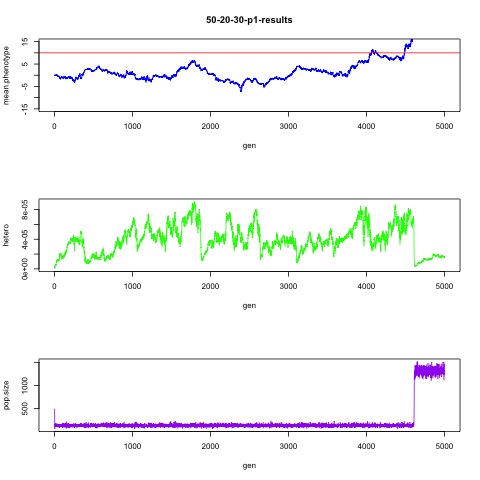 50-20-30-p1-results
mean.phenotype
-15
-5
5
15
0 1000 2000 3000 4000 5000
gen
hetero
0e+00
4e-05
8e-05
0 1000 2000 3000 4000 5000
gen
pop.size
500
1000
0 1000 2000 3000 4000 5000
gen